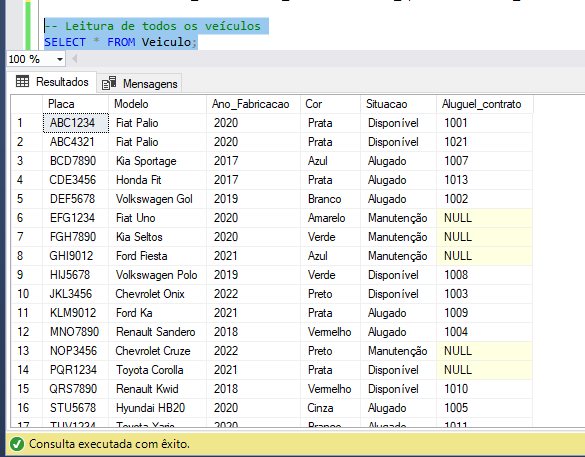 -- Leitura de todos os veículos
SELECT * FROM Veiculo;
100 %
Resultados Mensagens
Placa Modelo Ano_Fabricacao Cor Situacao Aluguel_contrato
1 ABC1234 Fiat Palio 2020 Prata Disponível 1001
2 ABC4321 Fiat Palio 2020 Prata Disponível 1021
3 BCD7890 Kia Sportage 2017 Azul Alugado 1007
4 CDE3456 Honda Fit 2017 Prata Alugado 1013
5 DEF5678 Volkswagen Gol 2019 Branco Alugado 1002
6 EFG1234 Fiat Uno 2020 Amarelo Manutenção NULL
7 FGH7890 Kia Seltos 2020 Verde Manutenção NULL
8 GHI9012 Ford Fiesta 2021 Azul Manutenção NULL
9 HIJ5678 Volkswagen Polo 2019 Verde Disponível 1008
10 JKL3456 Chevrolet Onix 2022 Preto Disponível 1003
11 KLM9012 Ford Ka 2021 Prata Alugado 1009
12 MNO7890 Renault Sandero 2018 Vermelho Alugado 1004
13 NOP3456 Chevrolet Cruze 2022 Preto Manutenção NULL
14 PQR1234 Toyota Corolla 2021 Prata Disponível NULL
15 QRS7890 Renault Kwid 2018 Vermelho Disponível 1010
16 STU5678 Hyundai HB20 2020 Cinza Alugado 1005
17 TUV1234 Toyota Yaris 2020 Branco Alugado 1011
Consulta executada com êxito.